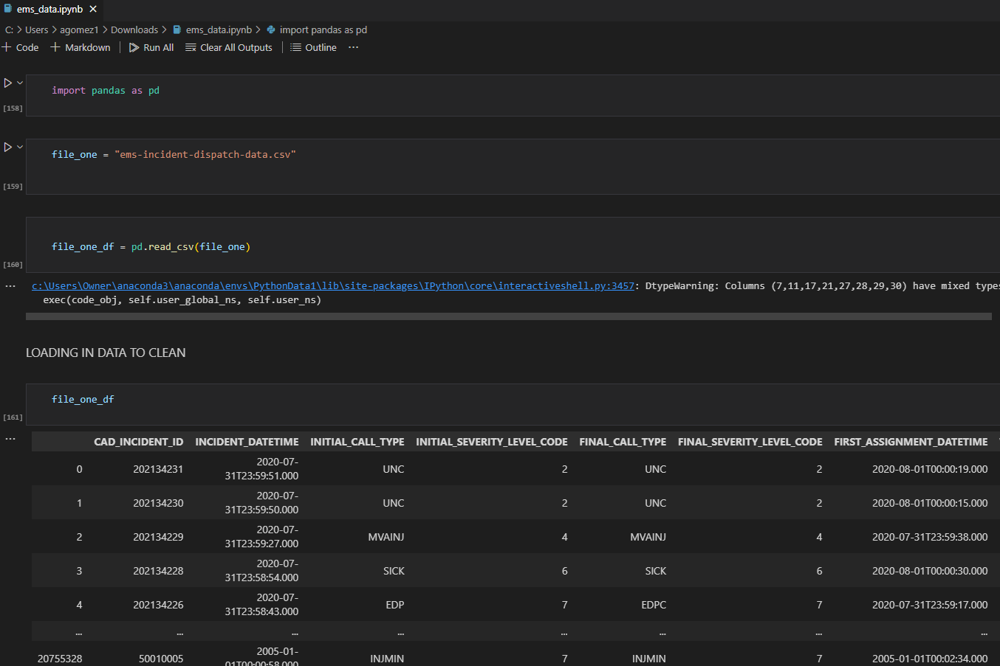 ems_data.ipynb ×
C: > Users > agomez1 > Downloads > ems_data.ipynb > import pandas as pd
+ Code + Markdown Run All Clear All Outputs Outline ...
import pandas as pd
[158]
file_one = "ems-incident-dispatch-data.csv"
[159]
file_one_df = pd.read_csv(file_one)
[160]
... c:\Users\Owner\anaconda3\anaconda\envs\PythonData1\lib\site-packages\IPython\core\interactiveshell.py:3457: DtypeWarning: Columns (7,11,17,21,27,28,29,30) have mixed types
exec(code_obj, self.user_global_ns, self.user_ns)
LOADING IN DATA TO CLEAN
file_one_df
[161]
...
CAD_INCIDENT_ID INCIDENT_DATETIME INITIAL_CALL_TYPE INITIAL_SEVERITY_LEVEL_CODE FINAL_CALL_TYPE FINAL_SEVERITY_LEVEL_CODE FIRST_ASSIGNMENT_DATETIME
0 202134231 2020-07-31T23:59:51.000 UNC 2 UNC 2 2020-08-01T00:00:19.000
1 202134230 2020-07-31T23:59:50.000 UNC 2 UNC 2 2020-08-01T00:00:15.000
2 202134229 2020-07-31T23:59:27.000 MVAINJ 4 MVAINJ 4 2020-07-31T23:59:38.000
3 202134228 2020-07-31T23:58:54.000 SICK 6 SICK 6 2020-08-01T00:00:30.000
4 202134226 2020-07-31T23:58:43.000 EDP 7 EDPC 7 2020-07-31T23:59:17.000
... ... ... ... ... ... ... ...
20755328 50010005 2005-01-01T00:00:58.000 INJMIN 7 INJMIN 7 2005-01-01T00:02:34.000